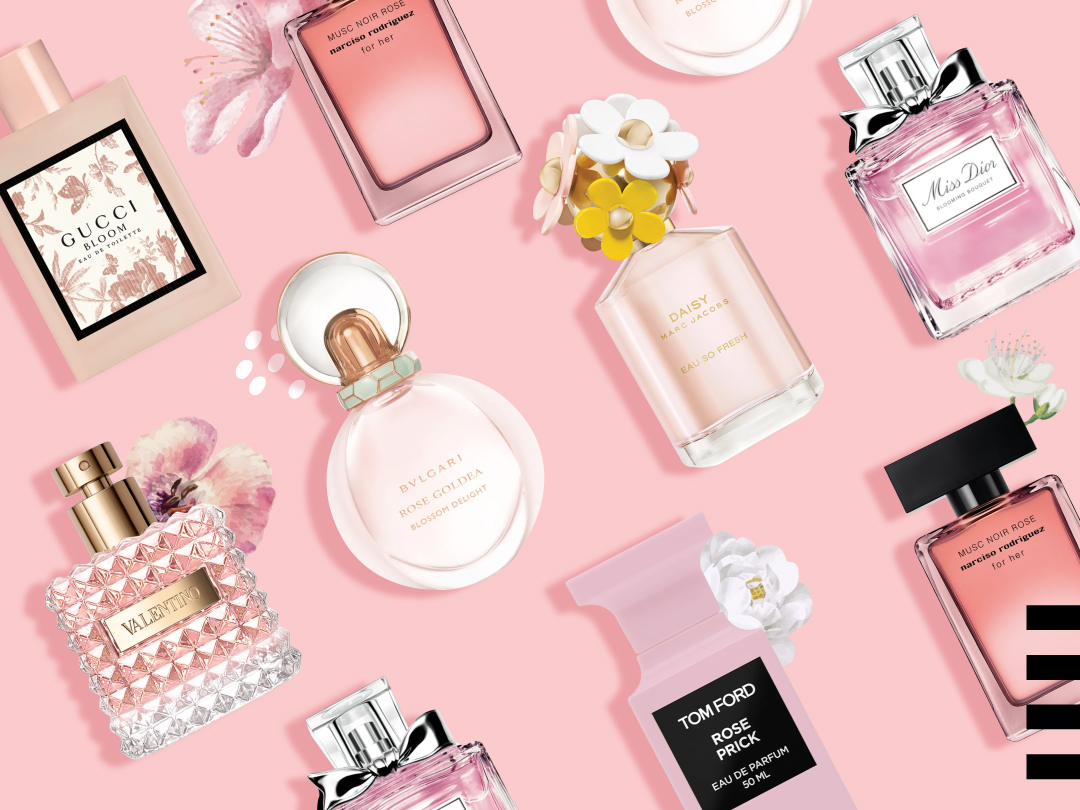 MUSC NOIR ROSE
narciso rodriguez
for her
GUCCI
BLOOM
EAU DE TOILETTE
Miss Dior
BLOOMING BOUQUET
DAISY
MARC JACOBS
EAU SO FRESH
BVLGARI
ROSE GOLDEA
BLOSSOM DELIGHT
MUSC NOIR ROSE
narciso rodriguez
for her
VALENTINO
TOM FORD
ROSE
PRICK
EAU DE PARFUM
50 ML